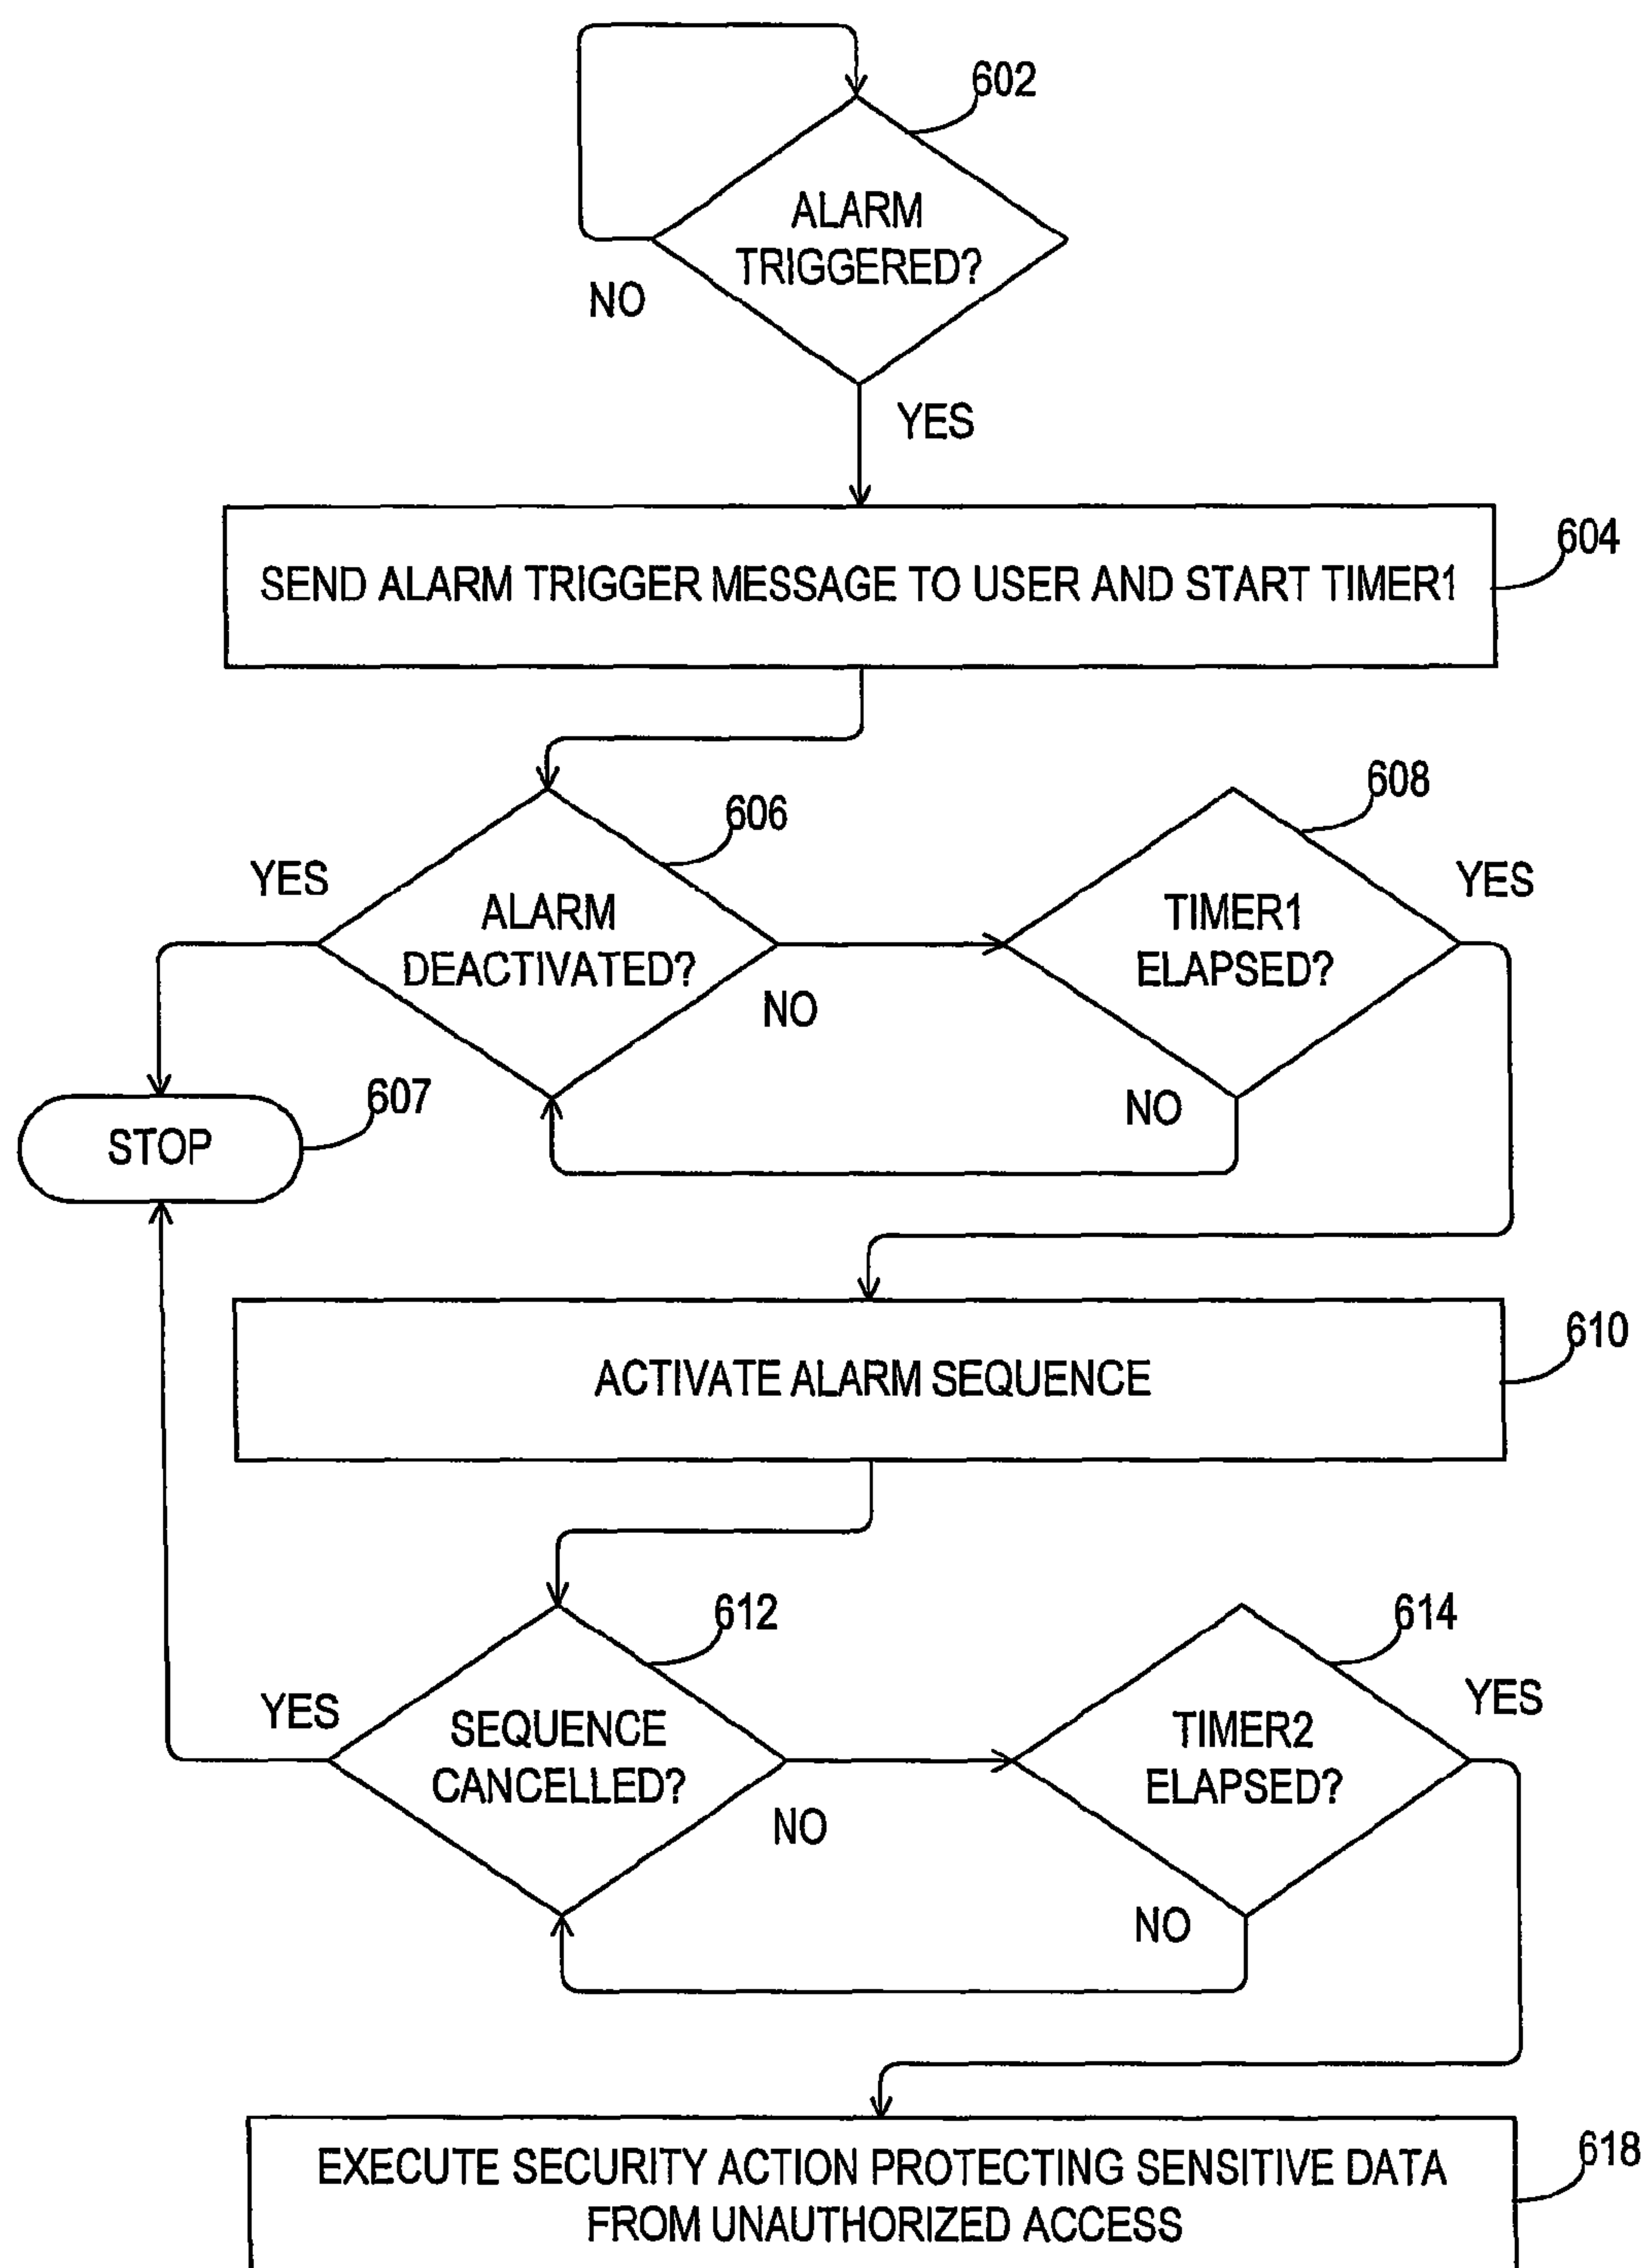 602
ALARM
TRIGGERED?
NO
YES
604
SEND ALARM TRIGGER MESSAGE TO USER AND START TIMER1
606
608
YES
ALARM
DEACTIVATED?
NO
TIMER1
ELAPSED?
YES
NO
607
STOP
610
ACTIVATE ALARM SEQUENCE
612
614
YES
SEQUENCE
CANCELLED?
NO
TIMER2
ELAPSED?
YES
NO
618
EXECUTE SECURITY ACTION PROTECTING SENSITIVE DATA
FROM UNAUTHORIZED ACCESS